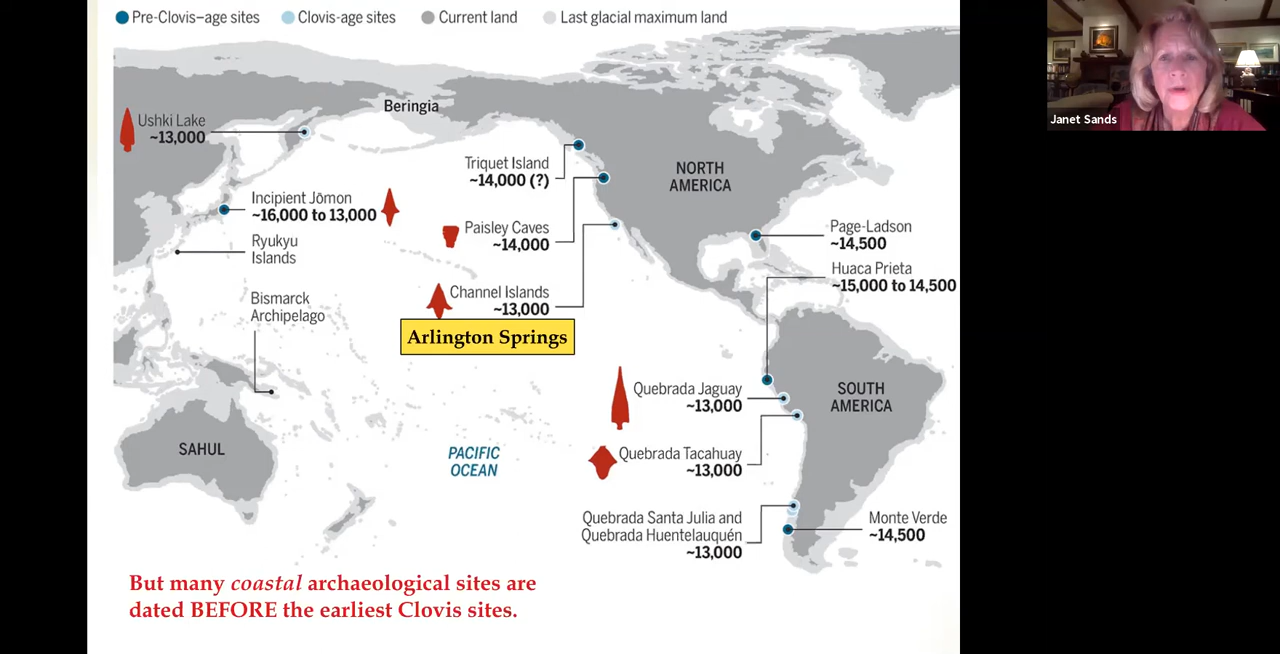 Pre-Clovis–age sites
Clovis-age sites
Current land
Last glacial maximum land
Janet Sands
Beringia
Ushki Lake
~13,000
Triquet Island
~14,000 (?)
NORTH
AMERICA
Incipient Jōmon
~16,000 to 13,000
Paisley Caves
~14,000
Page-Ladson
~14,500
Ryukyu
Islands
Huaca Prieta
~15,000 to 14,500
Bismarck
Archipelago
Channel Islands
~13,000
Arlington Springs
Quebrada Jaguay
~13,000
SOUTH
AMERICA
SAHUL
PACIFIC
OCEAN
Quebrada Tacahuay
~13,000
Quebrada Santa Julia and
Quebrada Huentelauquén
~13,000
Monte Verde
~14,500
But many coastal archaeological sites are
dated BEFORE the earliest Clovis sites.